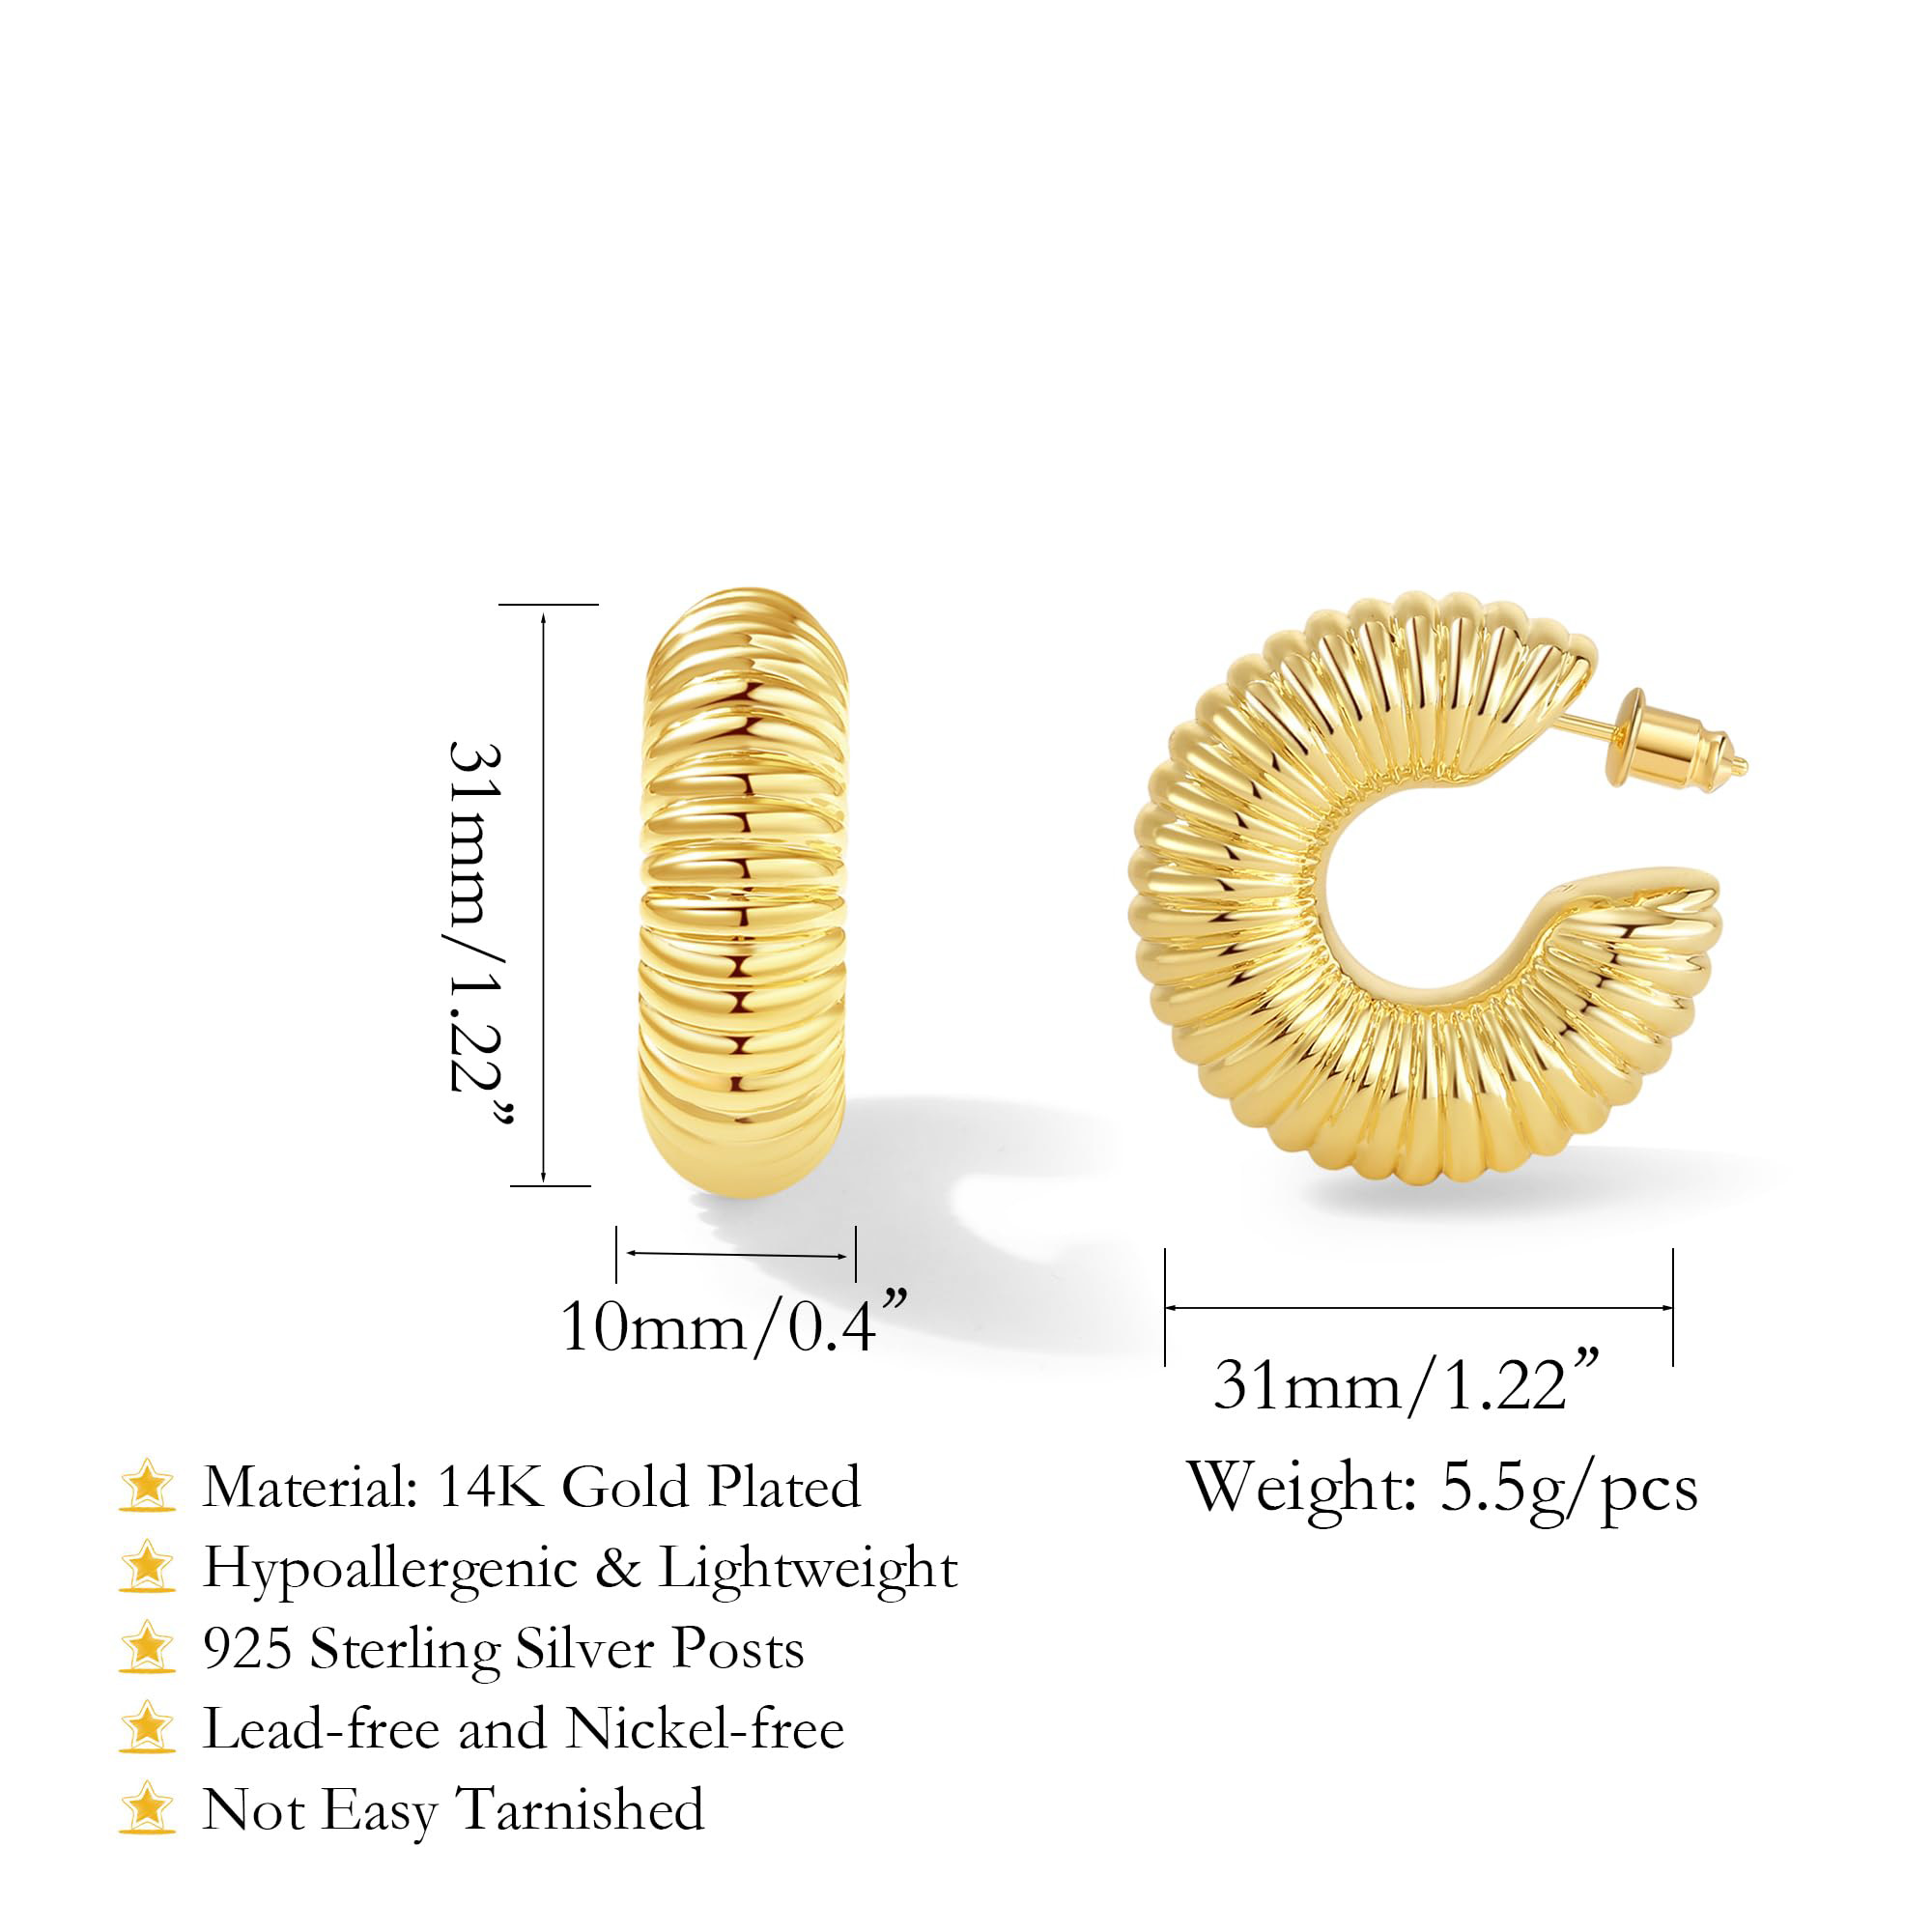 31mm/1.22”
10mm/0.4”
31mm/1.22”
Weight: 5.5g/pcs
Material: 14K Gold Plated
Hypoallergenic & Lightweight
925 Sterling Silver Posts
Lead-free and Nickel-free
Not Easy Tarnished